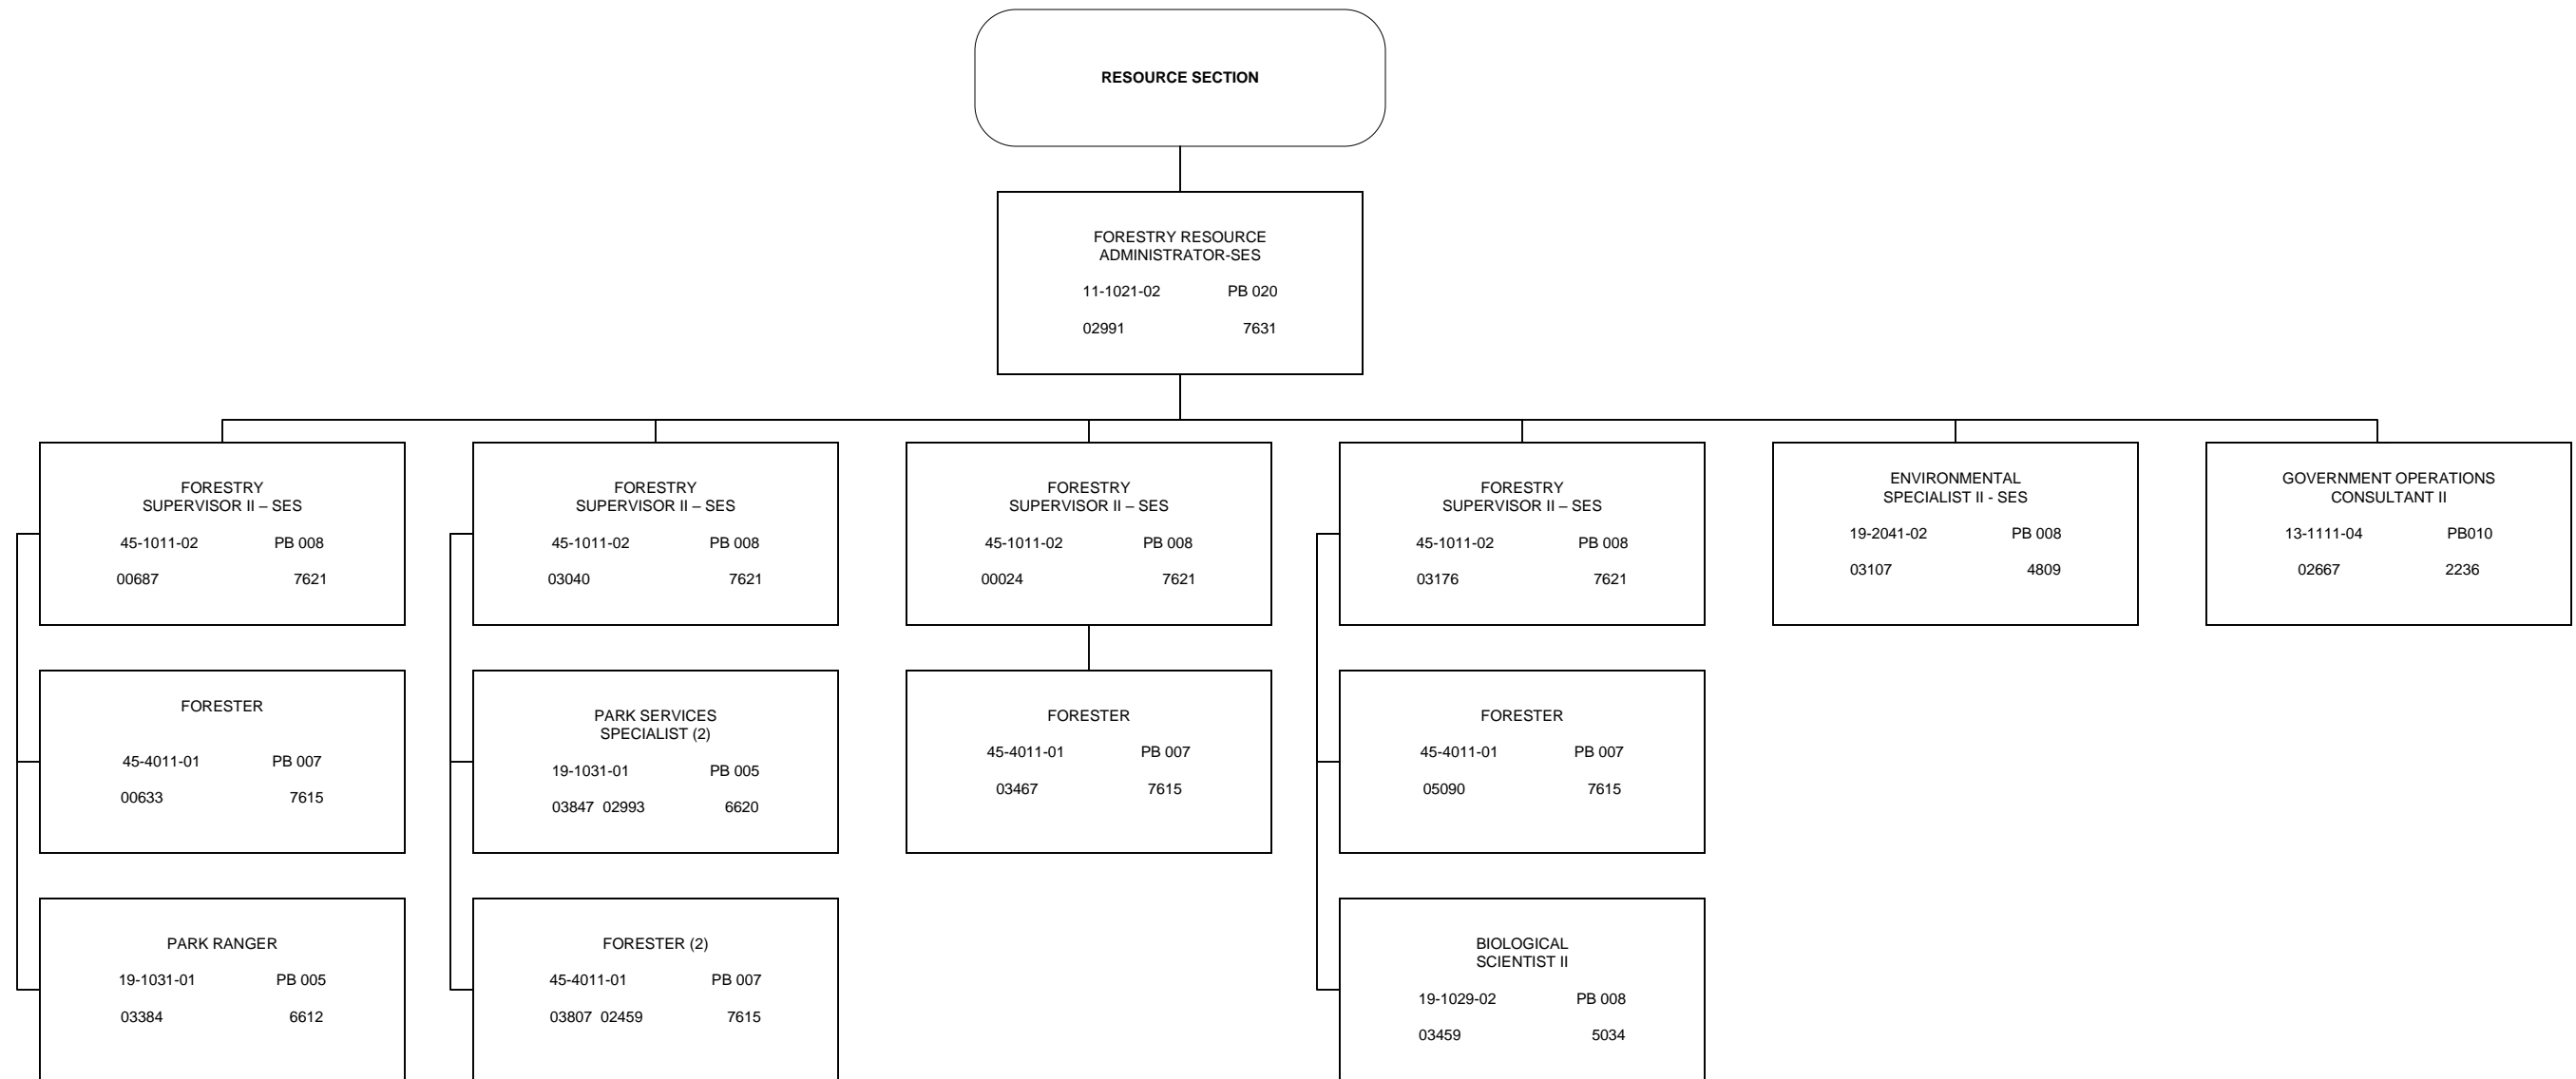 RESOURCE SECTION
FORESTRY RESOURCE
ADMINISTRATOR-SES
11-1021-02 PB 020
02991 7631
FORESTRY
SUPERVISOR II – SES
45-1011-02 PB 008
00687 7621
FORESTRY
SUPERVISOR II – SES
45-1011-02 PB 008
03040 7621
FORESTRY
SUPERVISOR II – SES
45-1011-02 PB 008
00024 7621
FORESTRY
SUPERVISOR II – SES
45-1011-02 PB 008
03176 7621
ENVIRONMENTAL
SPECIALIST II - SES
19-2041-02 PB 008
03107 4809
GOVERNMENT OPERATIONS
CONSULTANT II
13-1111-04 PB010
02667 2236
FORESTER
45-4011-01 PB 007
00633 7615
PARK SERVICES
SPECIALIST (2)
19-1031-01 PB 005
03847 02993 6620
FORESTER
45-4011-01 PB 007
03467 7615
FORESTER
45-4011-01 PB 007
05090 7615
PARK RANGER
19-1031-01 PB 005
03384 6612
FORESTER (2)
45-4011-01 PB 007
03807 02459 7615
BIOLOGICAL
SCIENTIST II
19-1029-02 PB 008
03459 5034